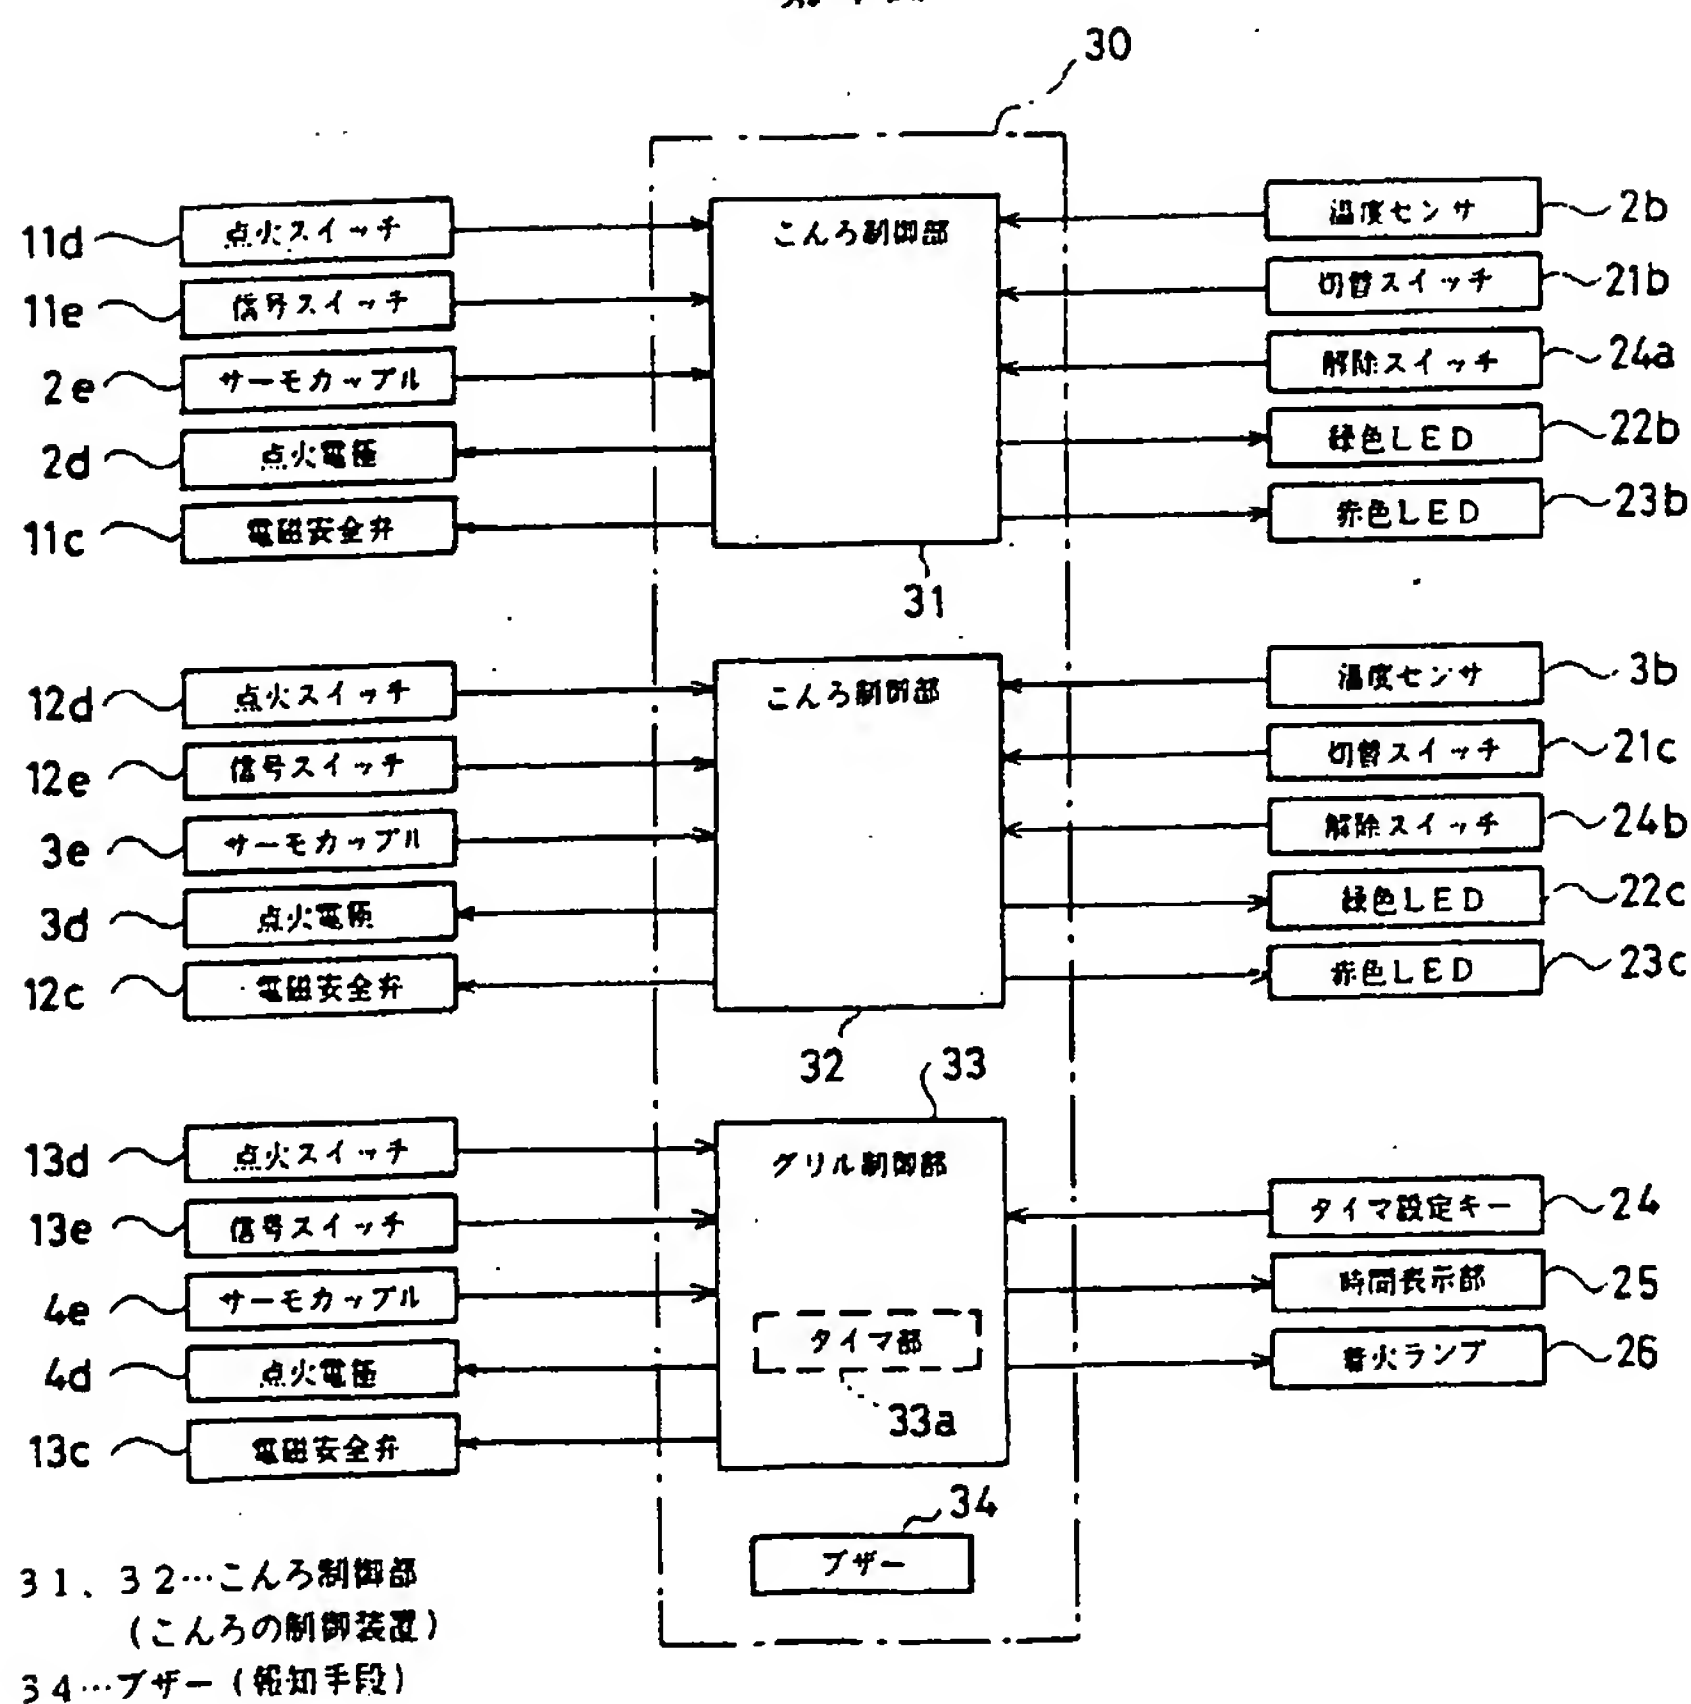 30
11d 点火スイッチ こんろ制御部 温度センサ 2b
11e 信号スイッチ 切替スイッチ 21b
2e サーモカップル 解除スイッチ 24a
2d 点火電極 緑色LED 22b
11c 電磁安全弁 赤色LED 23b
31
12d 点火スイッチ こんろ制御部 温度センサ 3b
12e 信号スイッチ 切替スイッチ 21c
3e サーモカップル 解除スイッチ 24b
3d 点火電極 緑色LED 22c
12c 電磁安全弁 赤色LED 23c
32 33
13d 点火スイッチ グリル制御部
13e 信号スイッチ タイマ設定キー 24
4e サーモカップル 時間表示部 25
4d 点火電極 タイマ部 着火ランプ 26
33a
13c 電磁安全弁
34
ブザー
31、32…こんろ制御部
(こんろの制御装置)
34…ブザー(報知手段)